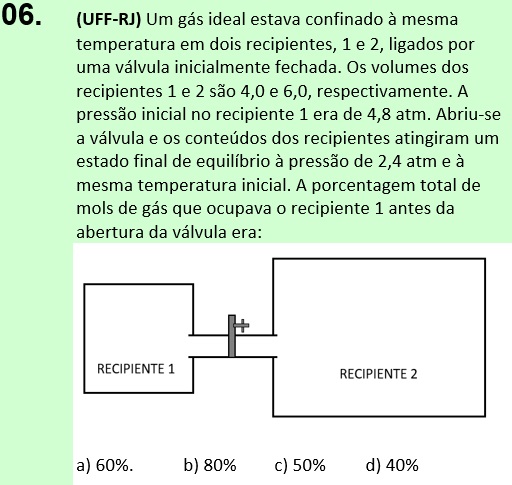 06. (UFF-RJ) Um gás ideal estava confinado à mesma
temperatura em dois recipientes, 1 e 2, ligados por
uma válvula inicialmente fechada. Os volumes dos
recipientes 1 e 2 são 4,0 e 6,0, respectivamente. A
pressão inicial no recipiente 1 era de 4,8 atm. Abriu-se
a válvula e os conteúdos dos recipientes atingiram um
estado final de equilíbrio à pressão de 2,4 atm e à
mesma temperatura inicial. A porcentagem total de
mols de gás que ocupava o recipiente 1 antes da
abertura da válvula era:
RECIPIENTE 1
RECIPIENTE 2
a) 60%. b) 80% c) 50% d) 40%